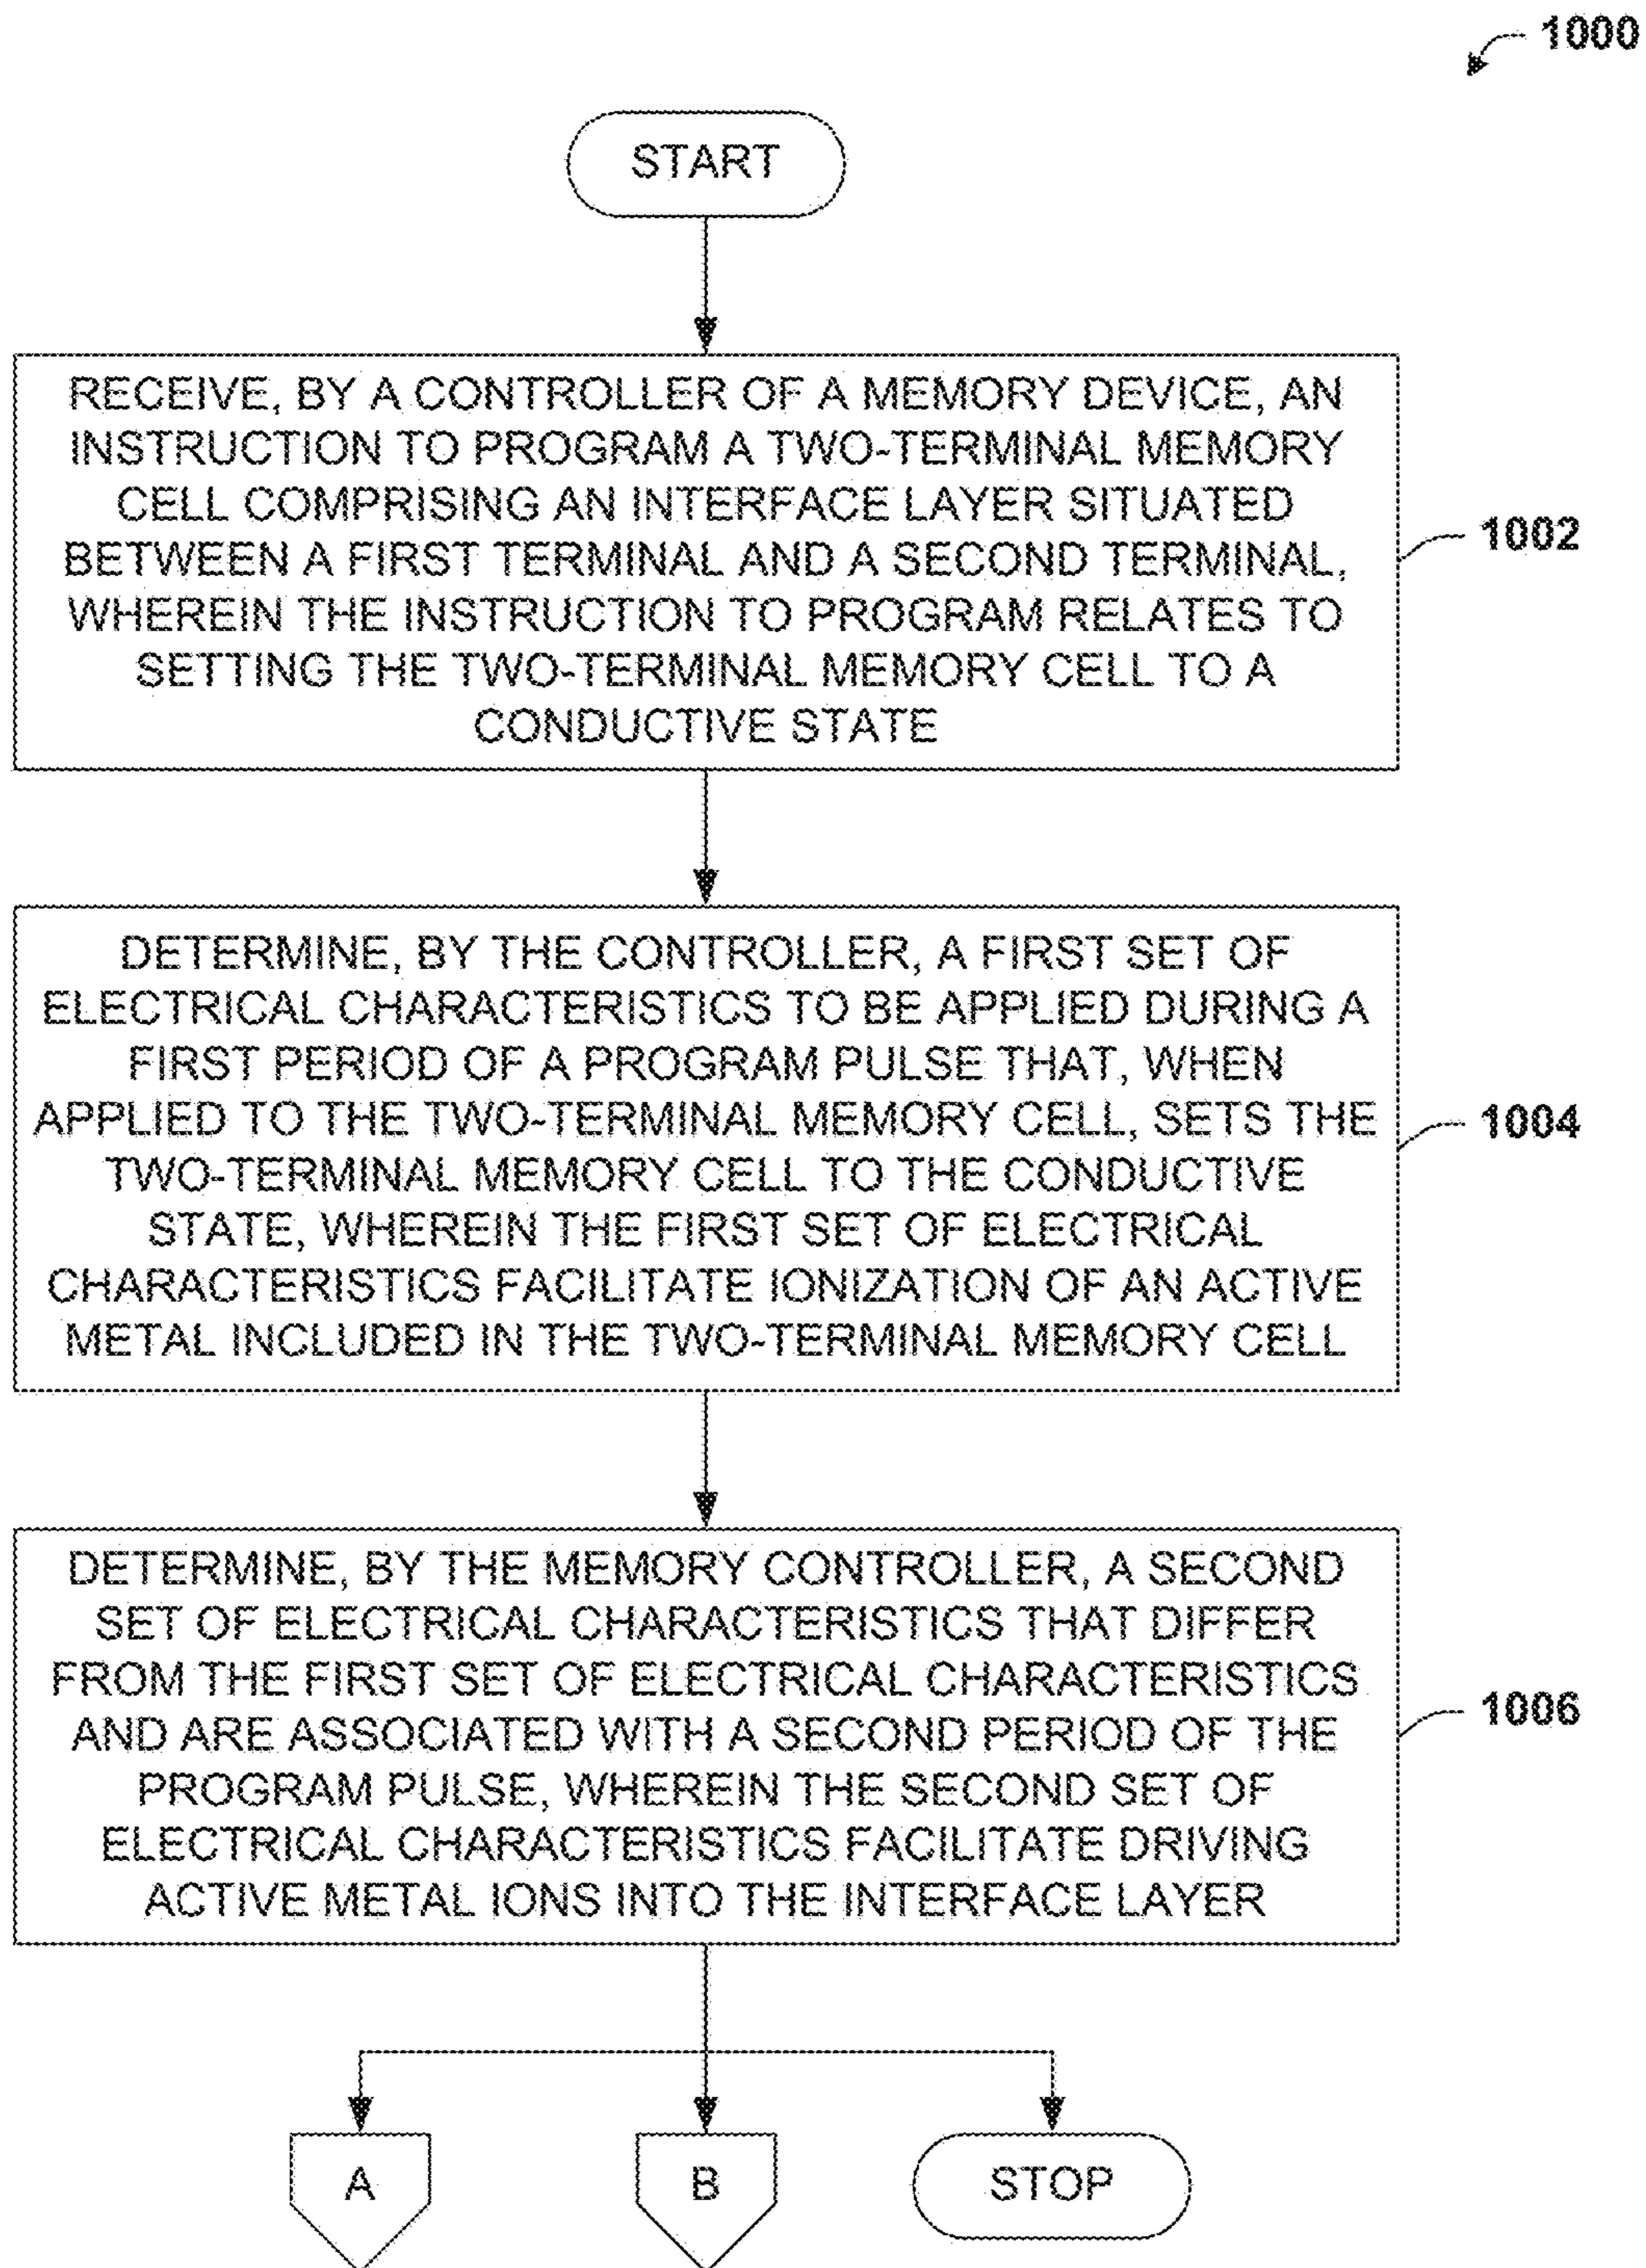 1000
START
RECEIVE, BY A CONTROLLER OF A MEMORY DEVICE, AN
INSTRUCTION TO PROGRAM A TWO-TERMINAL MEMORY
CELL COMPRISING AN INTERFACE LAYER SITUATED
BETWEEN A FIRST TERMINAL AND A SECOND TERMINAL,
WHEREIN THE INSTRUCTION TO PROGRAM RELATES TO
SETTING THE TWO-TERMINAL MEMORY CELL TO A
CONDUCTIVE STATE
1002
DETERMINE, BY THE CONTROLLER, A FIRST SET OF
ELECTRICAL CHARACTERISTICS TO BE APPLIED DURING A
FIRST PERIOD OF A PROGRAM PULSE THAT, WHEN
APPLIED TO THE TWO-TERMINAL MEMORY CELL, SETS THE
TWO-TERMINAL MEMORY CELL TO THE CONDUCTIVE
STATE, WHEREIN THE FIRST SET OF ELECTRICAL
CHARACTERISTICS FACILITATE IONIZATION OF AN ACTIVE
METAL INCLUDED IN THE TWO-TERMINAL MEMORY CELL
1004
DETERMINE, BY THE MEMORY CONTROLLER, A SECOND
SET OF ELECTRICAL CHARACTERISTICS THAT DIFFER
FROM THE FIRST SET OF ELECTRICAL CHARACTERISTICS
AND ARE ASSOCIATED WITH A SECOND PERIOD OF THE
PROGRAM PULSE, WHEREIN THE SECOND SET OF
ELECTRICAL CHARACTERISTICS FACILITATE DRIVING
ACTIVE METAL IONS INTO THE INTERFACE LAYER
1006
A
B
STOP